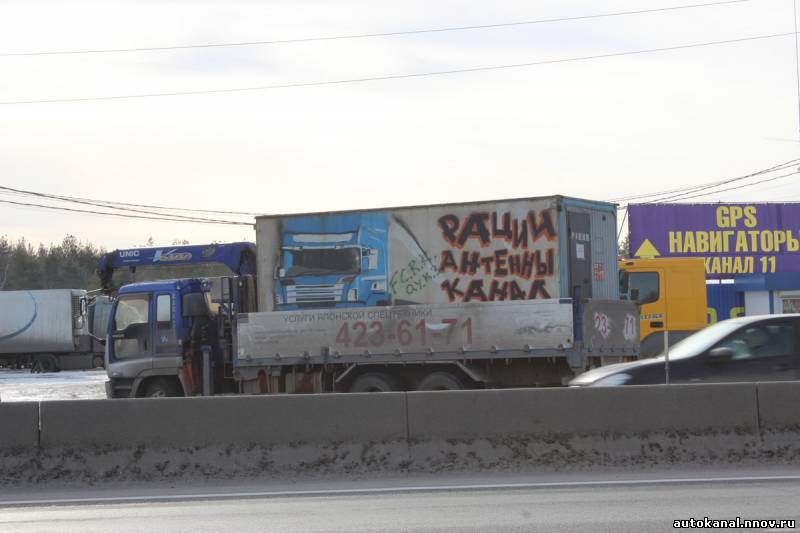 UNIC
РАЦИИ
АНТЕННЫ
КАНАЛ
УСЛУГИ ЯПОНСКОЙ СПЕЦТЕХНИКИ
423-61-71
GPS
НАВИГАТОРЫ
КАНАЛ 11
autokanal.nnov.ru